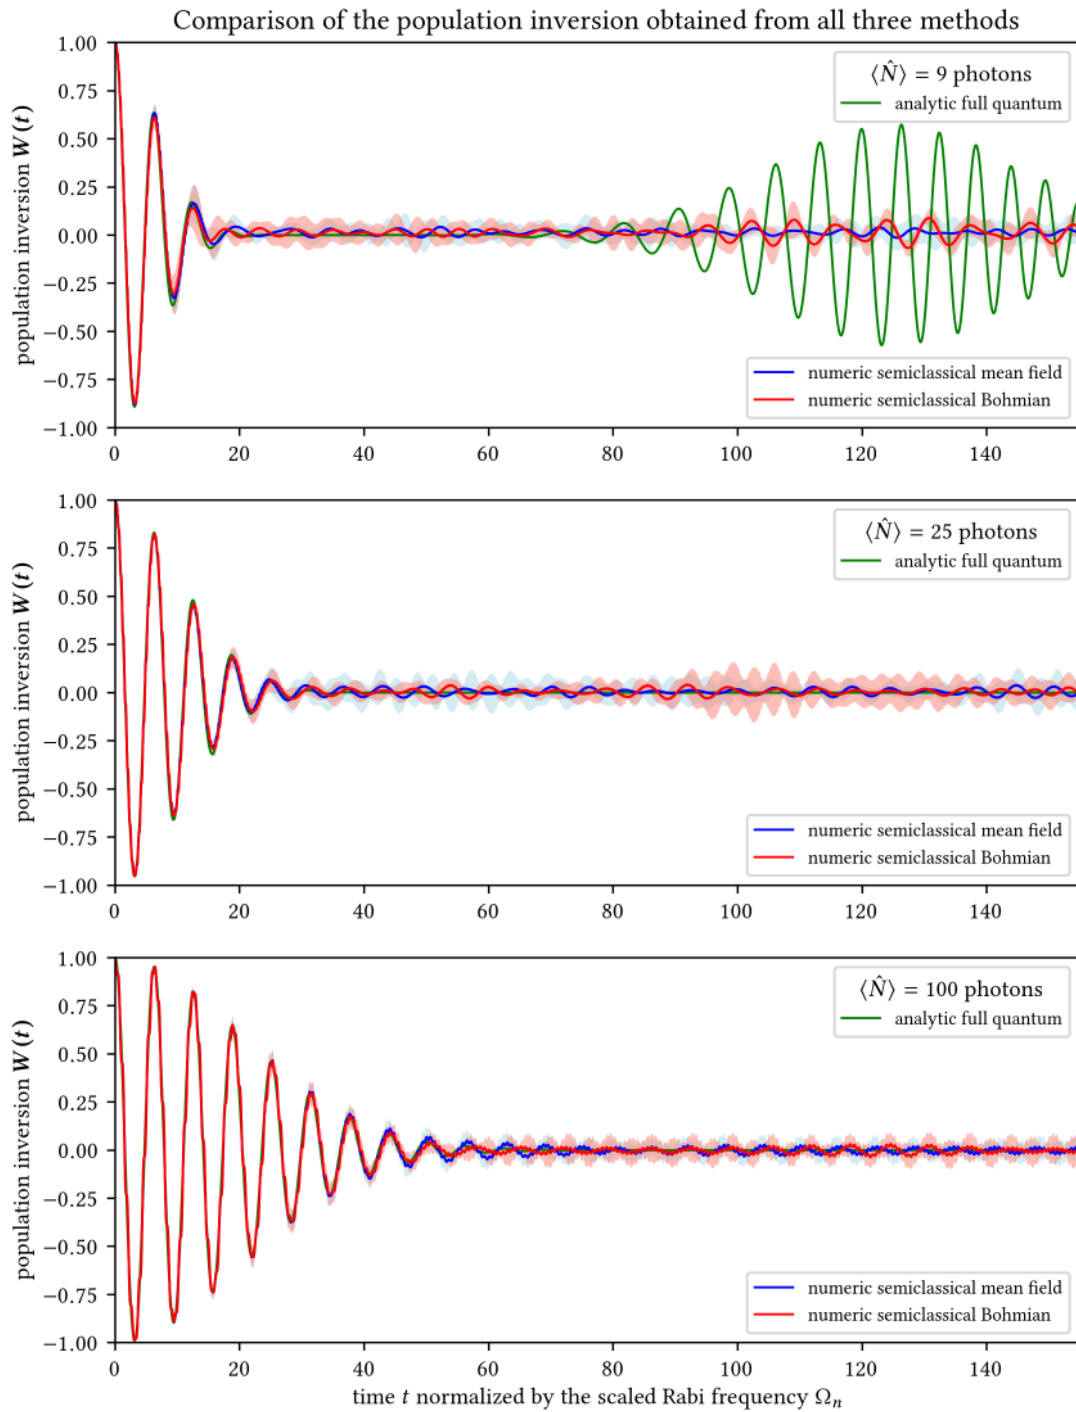 Comparison of the population inversion obtained from all three methods
population inversion W(t)
1.00
0.75
0.50
0.25
0.00
−0.25
−0.50
−0.75
−1.00
⟨N̂⟩ = 9 photons
analytic full quantum
numeric semiclassical mean field
numeric semiclassical Bohmian
0 20 40 60 80 100 120 140
population inversion W(t)
1.00
0.75
0.50
0.25
0.00
−0.25
−0.50
−0.75
−1.00
⟨N̂⟩ = 25 photons
analytic full quantum
numeric semiclassical mean field
numeric semiclassical Bohmian
0 20 40 60 80 100 120 140
population inversion W(t)
1.00
0.75
0.50
0.25
0.00
−0.25
−0.50
−0.75
−1.00
⟨N̂⟩ = 100 photons
analytic full quantum
numeric semiclassical mean field
numeric semiclassical Bohmian
0 20 40 60 80 100 120 140
time t normalized by the scaled Rabi frequency Ωₙ